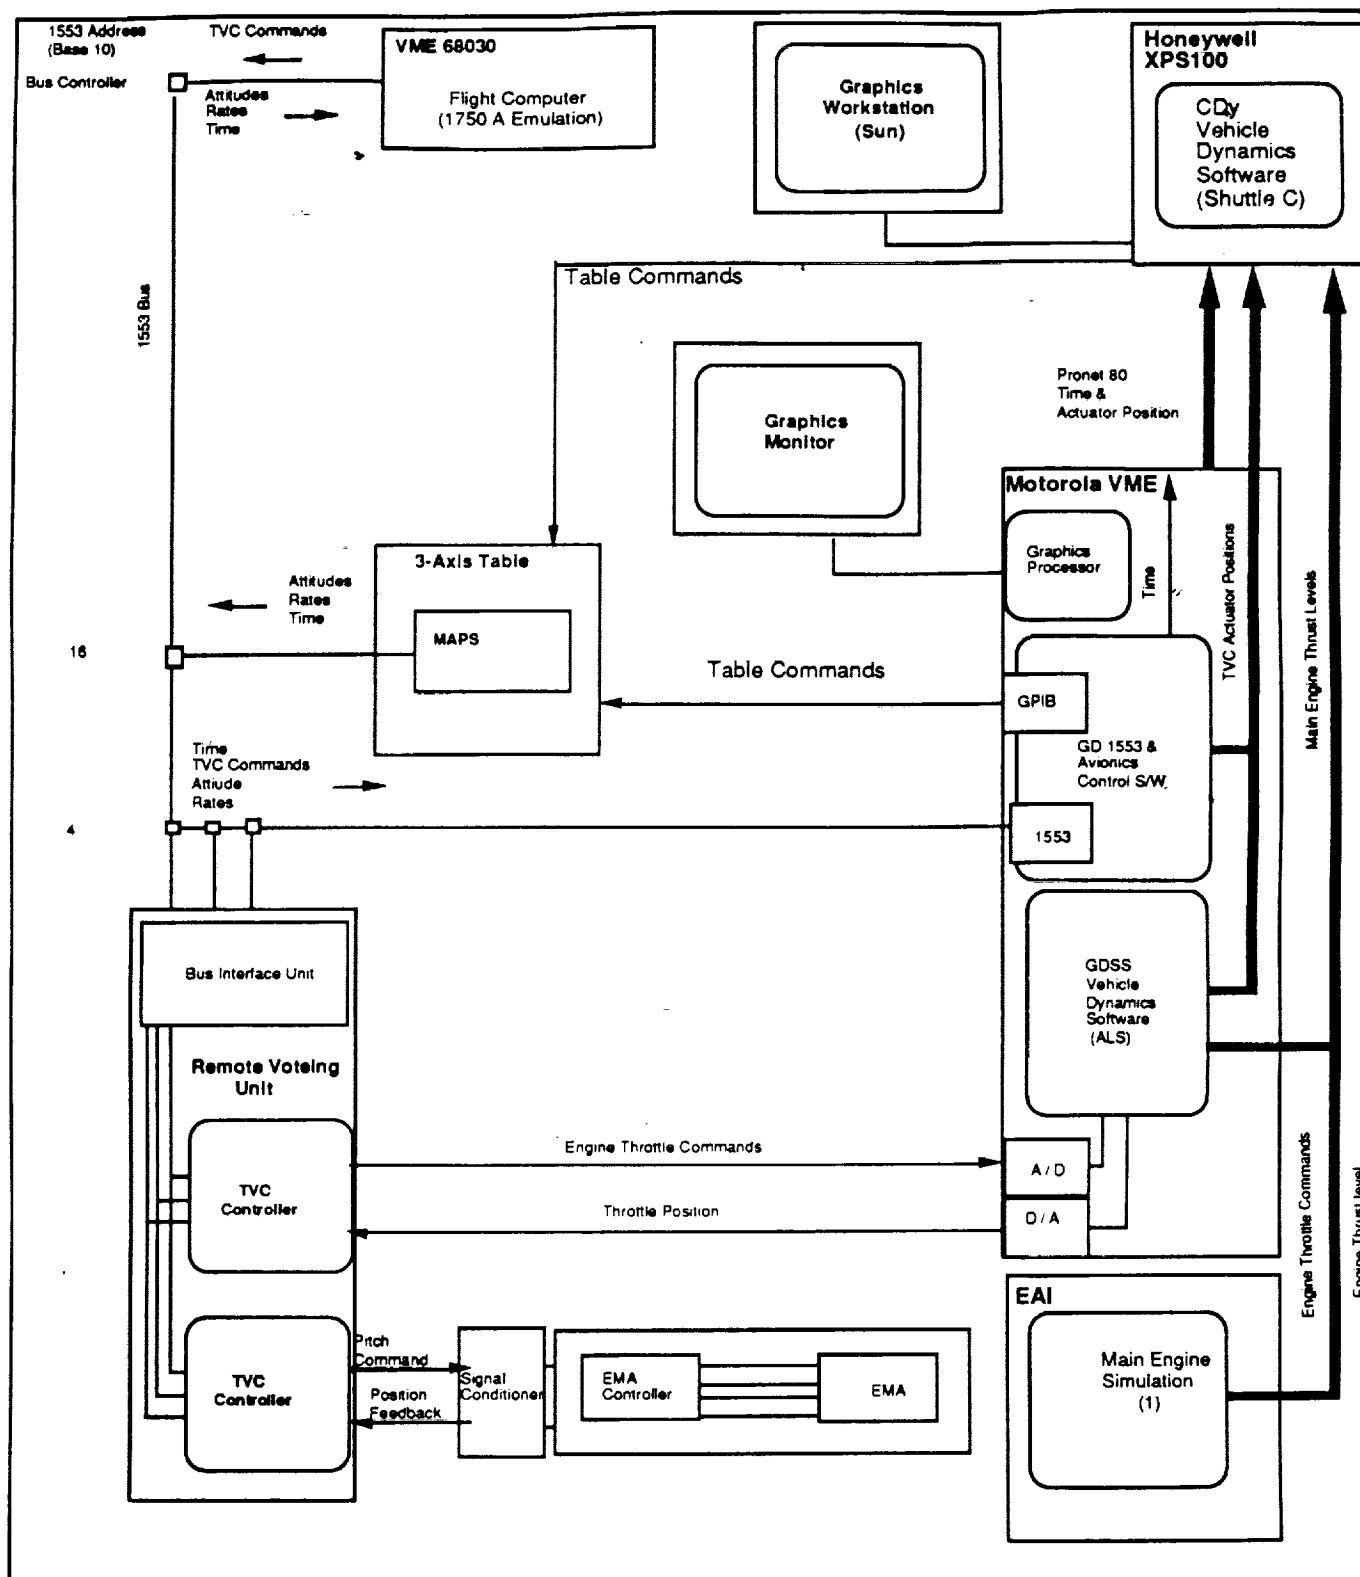 1553 Address
(Base 10)
TVC Commands
Bus Controller
Attitudes
Rates
Time
VME 68030
Flight Computer
(1750 A Emulation)
Graphics
Workstation
(Sun)
Honeywell
XPS100
CDy
Vehicle
Dynamics
Software
(Shuttle C)
Table Commands
1553 Bus
Graphics
Monitor
Pronet 80
Time &
Actuator Position
Motorola VME
Graphics
Processor
Time
TVC Actuator Positions
Main Engine Thrust Levels
3-Axis Table
MAPS
Attitudes
Rates
Time
16
Table Commands
GPIB
GD 1553 &
Avionics
Control S/W
Time
TVC Commands
Attiude
Rates
4
1553
Bus Interface Unit
GDSS
Vehicle
Dynamics
Software
(ALS)
Remote Voteing
Unit
TVC
Controller
Engine Throttle Commands
A / D
Throttle Position
D / A
Engine Throttle Commands
Engine Thrust level
TVC
Controller
Pitch
Command
Position
Feedback
Signal
Conditioner
EMA
Controller
EMA
EAI
Main Engine
Simulation
(1)